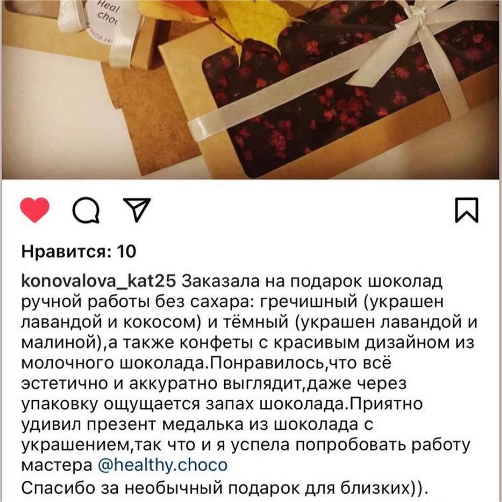 Heal
choc
Нравится: 10
konovalova_kat25 Заказала на подарок шоколад
ручной работы без сахара: гречишный (украшен
лавандой и кокосом) и тёмный (украшен лавандой и
малиной),а также конфеты с красивым дизайном из
молочного шоколада.Понравилось,что всё
эстетично и аккуратно выглядит,даже через
упаковку ощущается запах шоколада.Приятно
удивил презент медалька из шоколада с
украшением,так что и я успела попробовать работу
мастера @healthy.choco
Спасибо за необычный подарок для близких)).